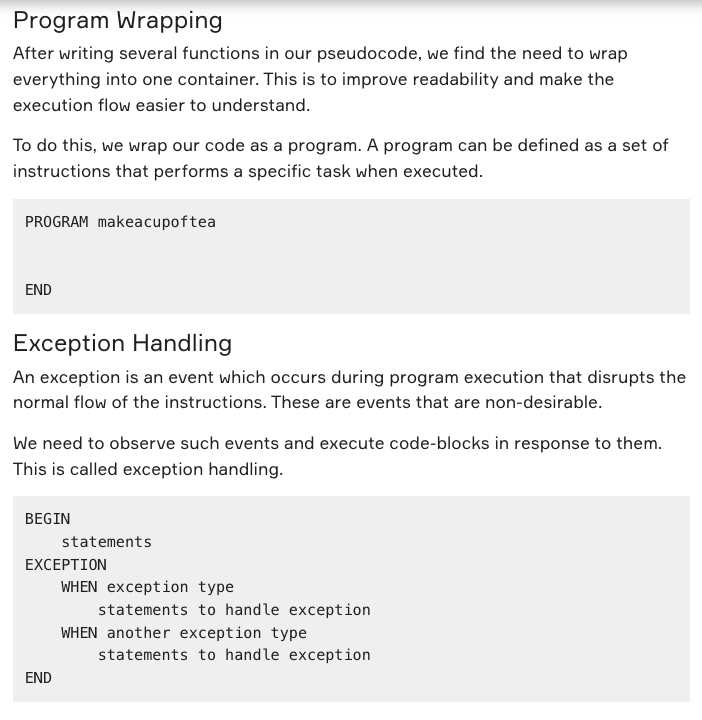 Program Wrapping
After writing several functions in our pseudocode, we find the need to wrap
everything into one container. This is to improve readability and make the
execution flow easier to understand.
To do this, we wrap our code as a program. A program can be defined as a set of
instructions that performs a specific task when executed.
PROGRAM makeacupoftea
END
Exception Handling
An exception is an event which occurs during program execution that disrupts the
normal flow of the instructions. These are events that are non-desirable.
We need to observe such events and execute code-blocks in response to them.
This is called exception handling.
BEGIN
    statements
EXCEPTION
    WHEN exception type
        statements to handle exception
    WHEN another exception type
        statements to handle exception
END